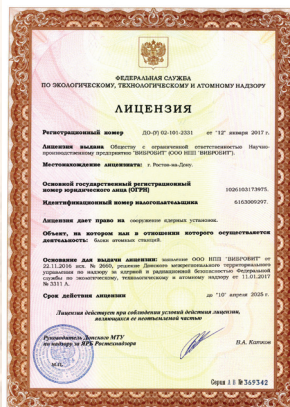 ФЕДЕРАЛЬНАЯ СЛУЖБА
ПО ЭКОЛОГИЧЕСКОМУ, ТЕХНОЛОГИЧЕСКОМУ И АТОМНОМУ НАДЗОРУ
ЛИЦЕНЗИЯ
Регистрационный номер ДО-(У) 02-101-2331 от "12" января 2017 г.
Лицензия выдана Обществу с ограниченной ответственностью Научно-
производственному предприятию "ВИБРОБИТ" (ООО НПП "ВИБРОБИТ").
Местонахождение лицензиата: г. Ростов-на-Дону.
Основной государственный регистрационный
номер юридического лица (ОГРН) 1026103173975.
Идентификационный номер налогоплательщика 6163009297.
Лицензия дает право на сооружение ядерных установок.
Объект, на котором или в отношении которого осуществляется
деятельность: блоки атомных станций.
Основание для выдачи лицензии: заявление ООО НПП "ВИБРОБИТ" от
22.11.2016 исх. № 2660, решение Донского межрегионального территориального
управления по надзору за ядерной и радиационной безопасностью Федеральной
службы по экологическому, технологическому и атомному надзору от 11.01.2017
№ 3311 А.
Срок действия лицензии до "10" апреля 2025 г.
Лицензия действует при соблюдении условий действия лицензии,
являющихся ее неотъемлемой частью
Руководитель Донского МТУ
по надзору за ЯРБ Ростехнадзора
В.А. Катков
М.П.
Серия А В № 369342